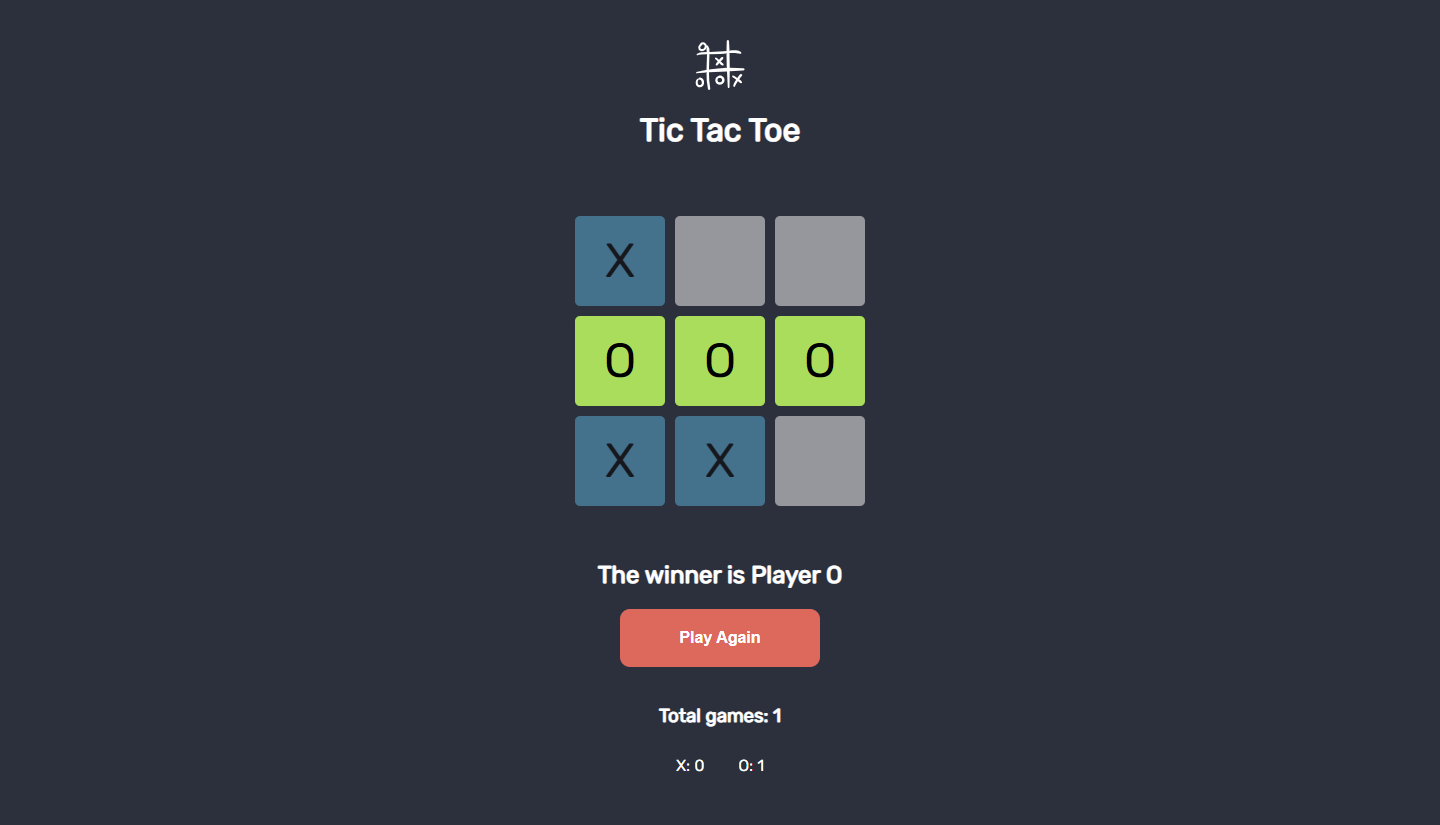 Tic Tac Toe
X
O O O
X X
The winner is Player O
Play Again
Total games: 1
X: 0 O: 1